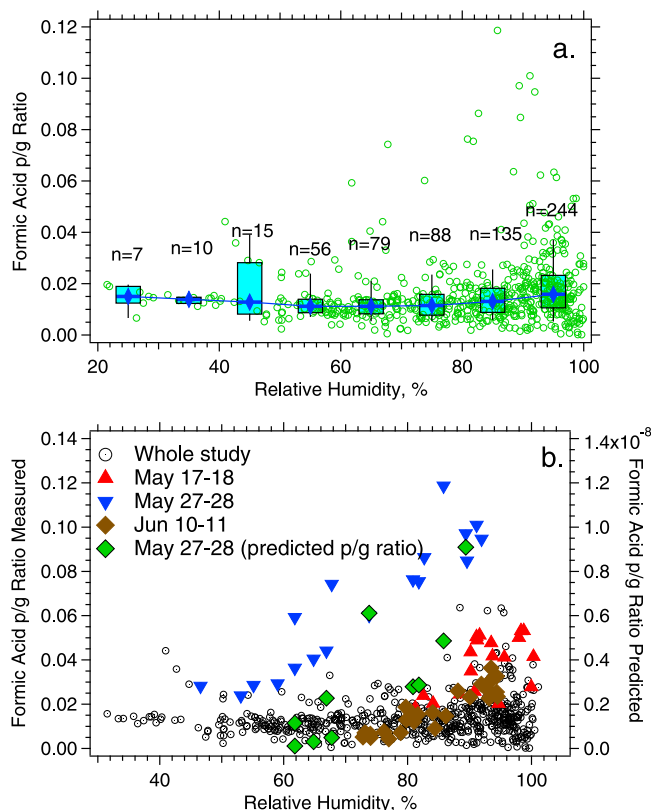 a.
0.12
0.10
0.08
0.06
0.04
0.02
0.00
Formic Acid p/g Ratio
n=7
n=10
n=15
n=56
n=79
n=88
n=135
n=244
20
40
60
80
100
Relative Humidity, %
b.
0.14
0.12
0.10
0.08
0.06
0.04
0.02
0.00
Formic Acid p/g Ratio Measured
Whole study
May 17-18
May 27-28
Jun 10-11
May 27-28 (predicted p/g ratio)
1.4x10⁻⁸
1.2
1.0
0.8
0.6
0.4
0.2
0.0
Formic Acid p/g Ratio Predicted
40
60
80
100
Relative Humidity, %